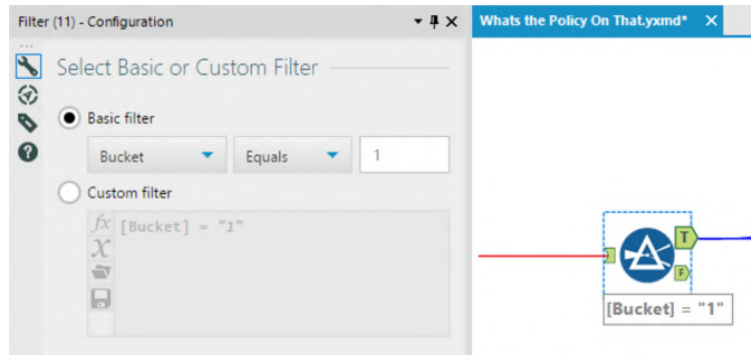 Filter (11) - Configuration
Whats the Policy On That.yxmd*
Select Basic or Custom Filter
Basic filter
Bucket Equals 1
Custom filter
fx [Bucket] = "1"
X
T
F
[Bucket] = "1"